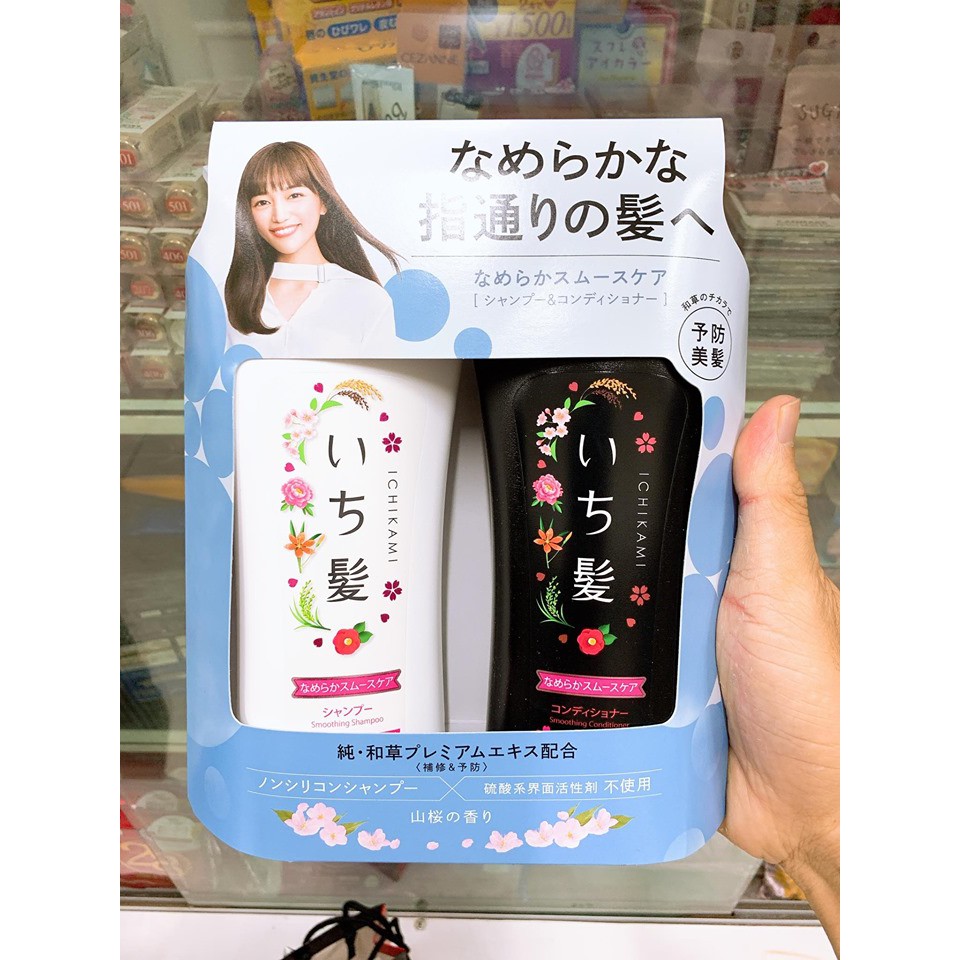 なめらかな
指通りの髪へ
なめらかスムースケア
[ シャンプー&コンディショナー ]
和草のチカラで
予防
美髪
いち髪
ICHIKAMI
なめらかスムースケア
シャンプー
Smoothing Shampoo
いち髪
ICHIKAMI
なめらかスムースケア
コンディショナー
Smoothing Conditioner
純・和草プレミアムエキス配合
〈補修&予防〉
ノンシリコンシャンプー × 硫酸系界面活性剤 不使用
山桜の香り
CEZANNE
501
501
406